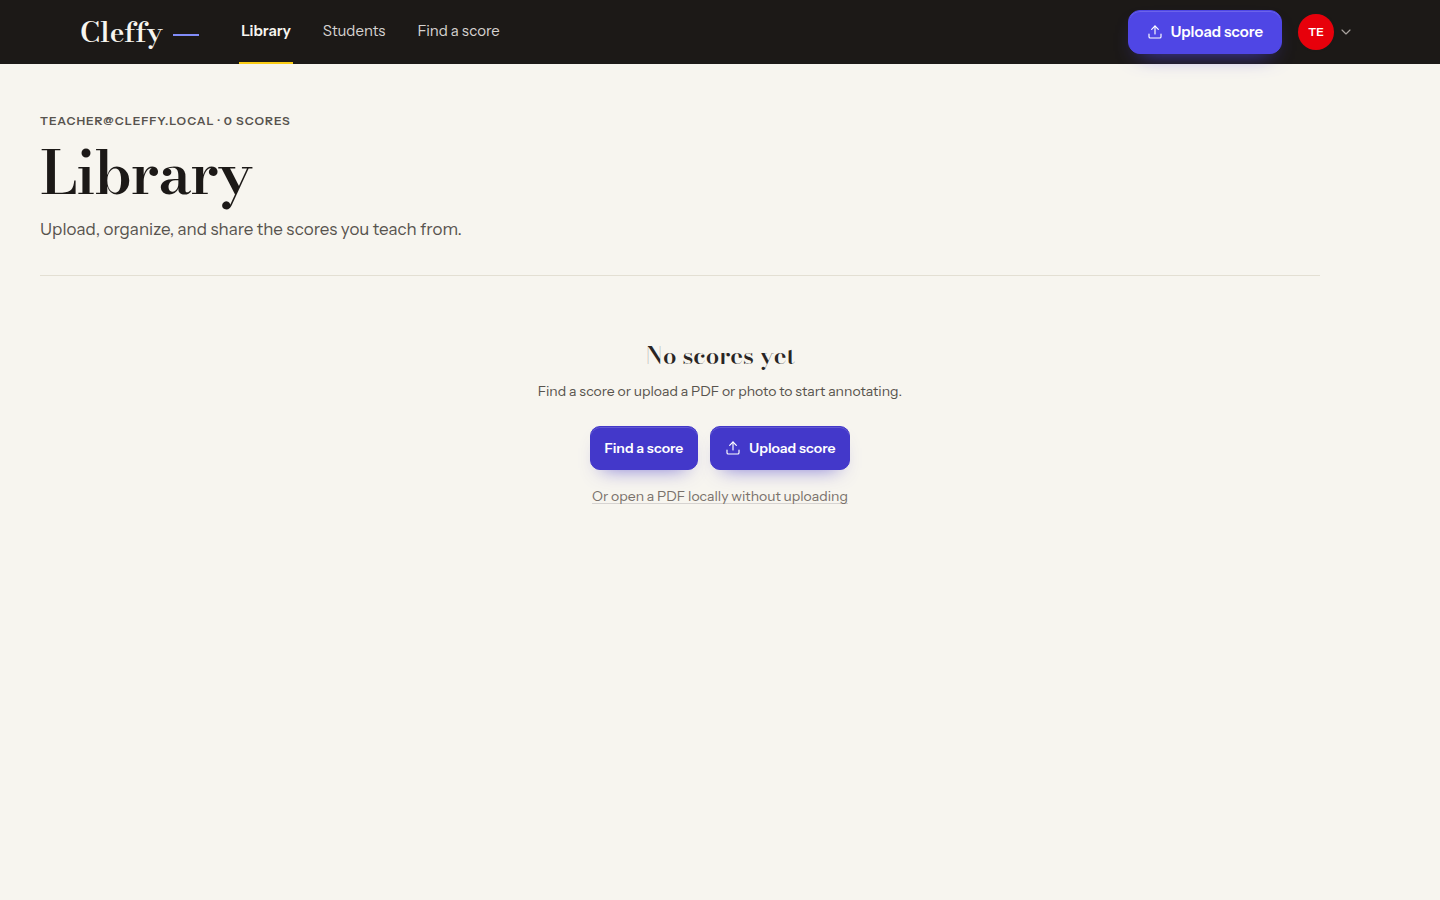 Cleffy
Library
Students
Find a score
Upload score
TE
TEACHER@CLEFFY.LOCAL · 0 SCORES
Library
Upload, organize, and share the scores you teach from.
No scores yet
Find a score or upload a PDF or photo to start annotating.
Find a score
Upload score
Or open a PDF locally without uploading